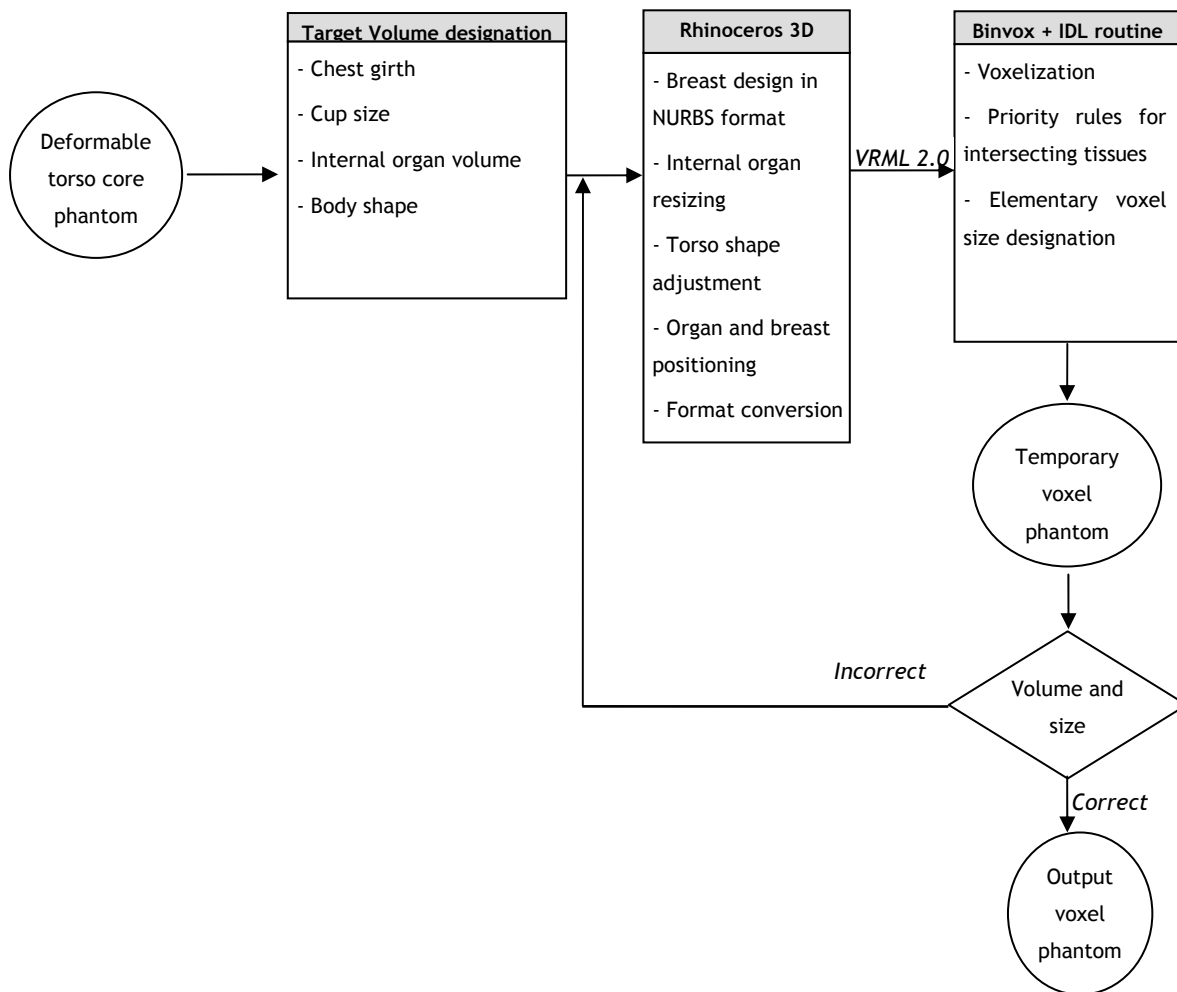 Deformable
torso core
phantom
Target Volume designation
- Chest girth
- Cup size
- Internal organ volume
- Body shape
Rhinoceros 3D
- Breast design in
NURBS format
- Internal organ
resizing
- Torso shape
adjustment
- Organ and breast
positioning
- Format conversion
VRML 2.0
Binvox + IDL routine
- Voxelization
- Priority rules for
intersecting tissues
- Elementary voxel
size designation
Temporary
voxel
phantom
Incorrect
Volume and
size
Correct
Output
voxel
phantom